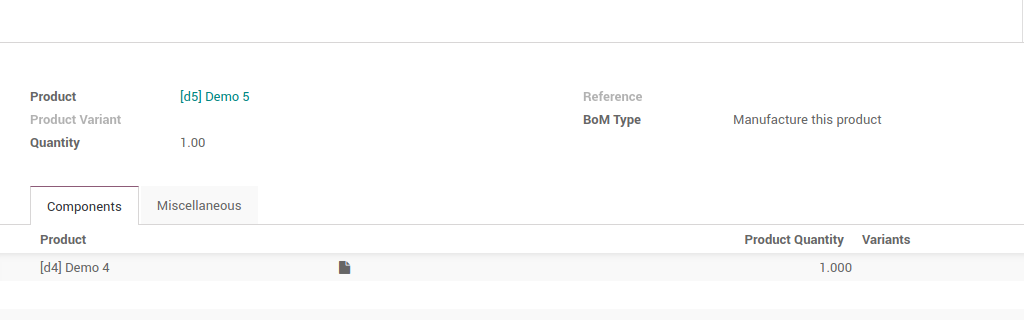 Product [d5] Demo 5 Reference
Product Variant BoM Type Manufacture this product
Quantity 1.00
Components Miscellaneous
Product Product Quantity Variants
[d4] Demo 4 1.000